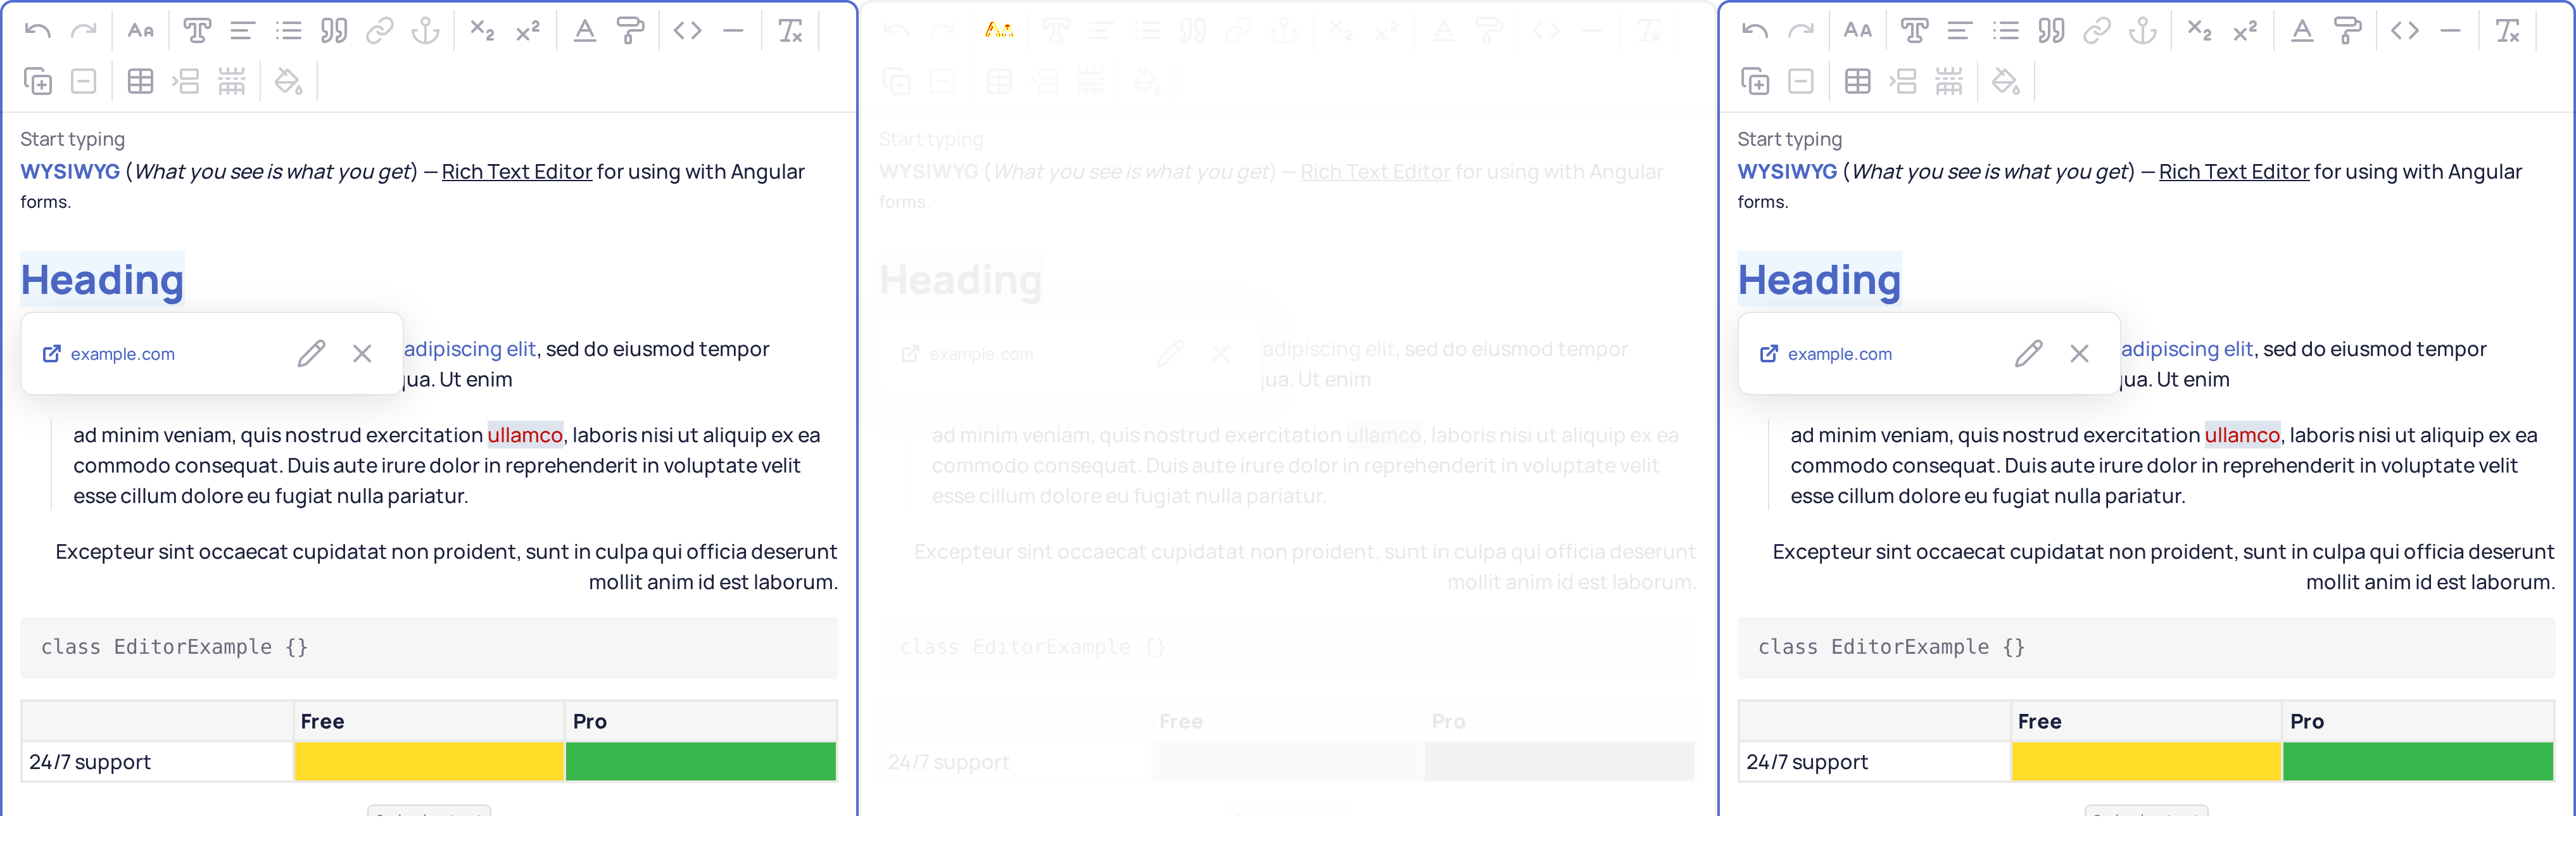 Start typing
WYSIWYG (What you see is what you get) — Rich Text Editor for using with Angular
forms.
Heading
example.com
adipiscing elit, sed do eiusmod tempor
qua. Ut enim
ad minim veniam, quis nostrud exercitation ullamco, laboris nisi ut aliquip ex ea
commodo consequat. Duis aute irure dolor in reprehenderit in voluptate velit
esse cillum dolore eu fugiat nulla pariatur.
Excepteur sint occaecat cupidatat non proident, sunt in culpa qui officia deserunt
mollit anim id est laborum.
class EditorExample {}
Free Pro
24/7 support
Start typing
WYSIWYG (What you see is what you get) — Rich Text Editor for using with Angular
forms.
Heading
example.com
adipiscing elit, sed do eiusmod tempor
qua. Ut enim
ad minim veniam, quis nostrud exercitation ullamco, laboris nisi ut aliquip ex ea
commodo consequat. Duis aute irure dolor in reprehenderit in voluptate velit
esse cillum dolore eu fugiat nulla pariatur.
Excepteur sint occaecat cupidatat non proident, sunt in culpa qui officia deserunt
mollit anim id est laborum.
class EditorExample {}
Free Pro
24/7 support
Start typing
WYSIWYG (What you see is what you get) — Rich Text Editor for using with Angular
forms.
Heading
example.com
adipiscing elit, sed do eiusmod tempor
qua. Ut enim
ad minim veniam, quis nostrud exercitation ullamco, laboris nisi ut aliquip ex ea
commodo consequat. Duis aute irure dolor in reprehenderit in voluptate velit
esse cillum dolore eu fugiat nulla pariatur.
Excepteur sint occaecat cupidatat non proident, sunt in culpa qui officia deserunt
mollit anim id est laborum.
class EditorExample {}
Free Pro
24/7 support